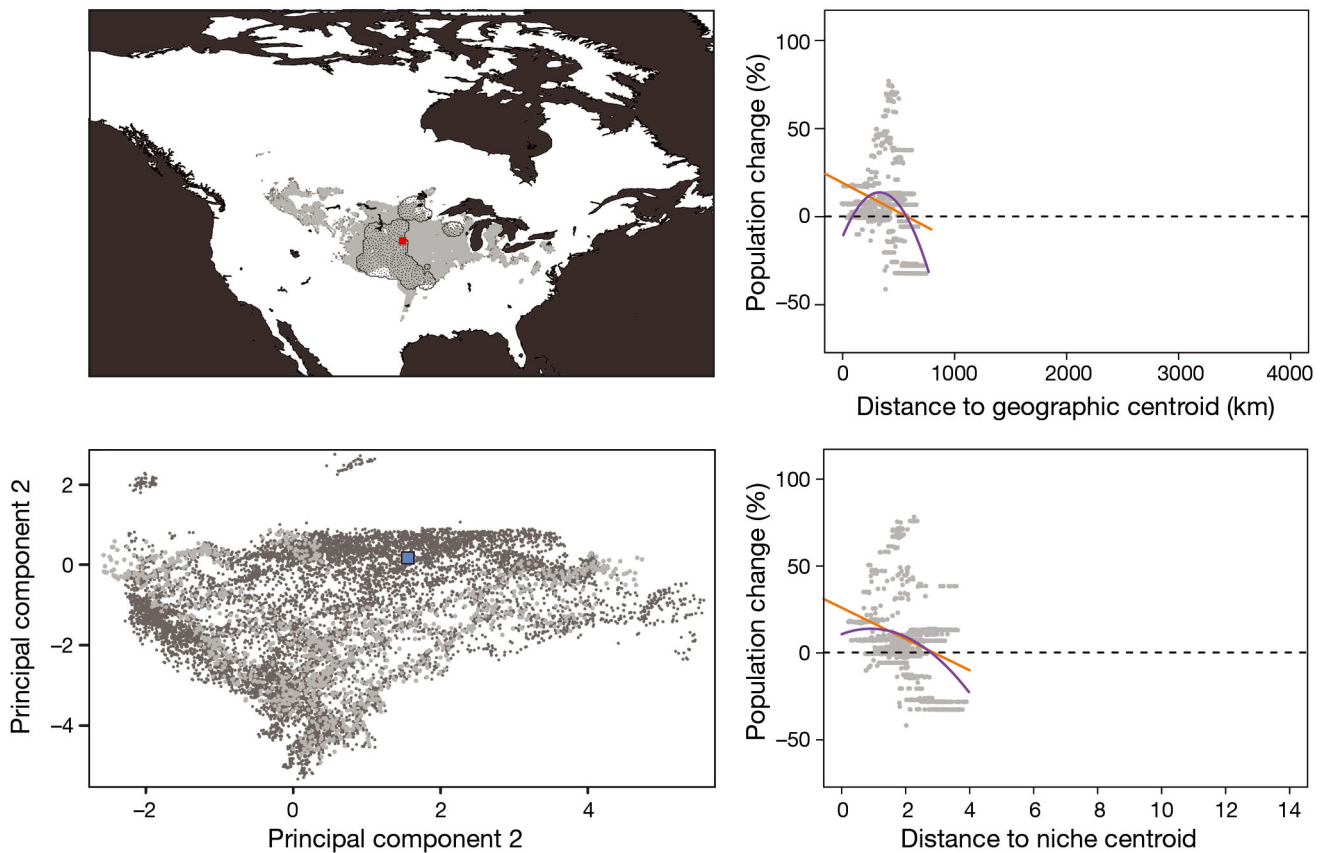 Population change (%)
100
50
0
−50
0 1000 2000 3000 4000
Distance to geographic centroid (km)
Principal component 2
2
0
−2
−4
−2 0 2 4
Principal component 2
Population change (%)
100
50
0
−50
0 2 4 6 8 10 12 14
Distance to niche centroid